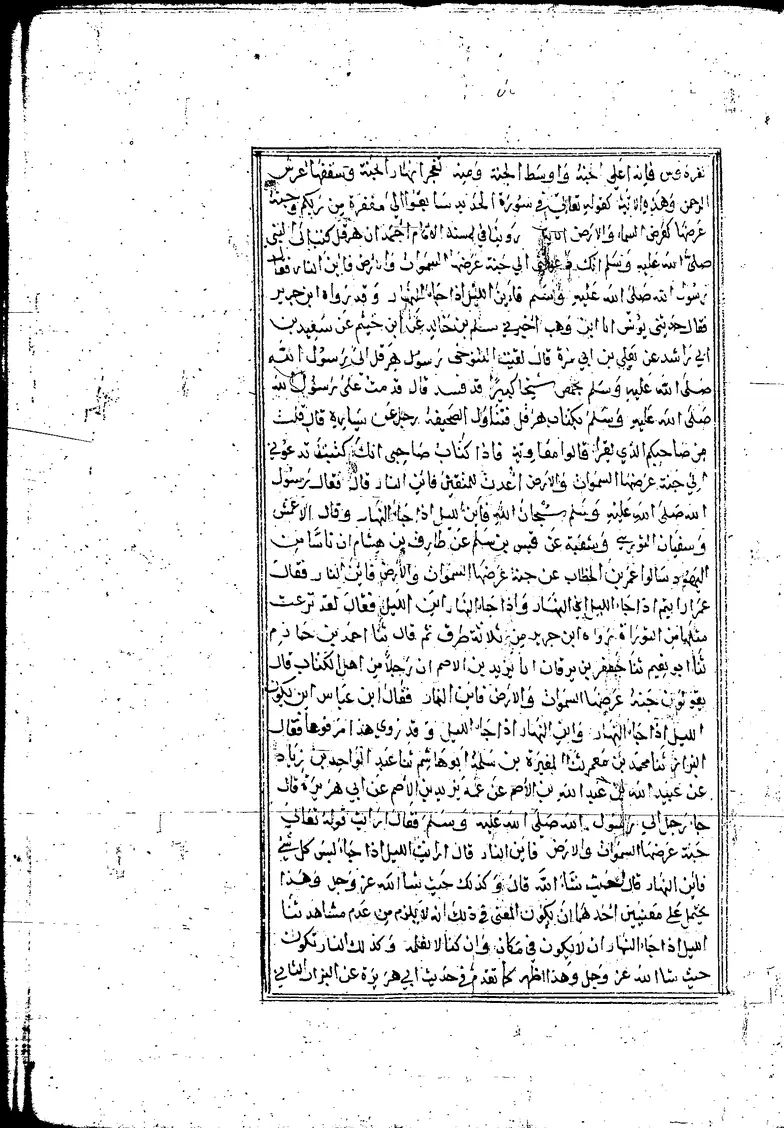 الفردوس فانه اعلى الجنة واوسط الجنة ومنه تفجر انهار الجنة وسقفها عرش
الرحمن وهذه الاية كقوله تعالى في سورة الحديد سابقوا الى مغفرة من ربكم وجنة
عرضها كعرض السماء والارض الاية روينا في مسند الامام احمد ان هرقل كتب الى النبي
صلى الله عليه وسلم انك دعوتني الى جنة عرضها السموات والارض فاين النار فقال
رسول الله صلى الله عليه وسلم فاين الليل اذا جاء النهار وقد رواه ابن جرير
فقال حدثني يونس انا ابن وهب اخبرني مسلم بن خالد عن ابن خيثم عن سعيد بن
ابي راشد عن يعلى بن ابي مرة قال لقيت التنوخي رسول هرقل الى رسول الله
صلى الله عليه وسلم بحمص شيخا كبيرا قد فسد قال قدمت على رسول الله
صلى الله عليه وسلم بكتاب هرقل فتناول الصحيفة رجل عن يساره قال قلت
من صاحبكم الذي يقرا قالوا معاوية فاذا كتاب صاحبي انك كتبت تدعوني
الى جنة عرضها السموات والارض اعدت للمتقين فاين النار قال فقال رسول
الله صلى الله عليه وسلم سبحان الله فاين الليل اذا جاء النهار وقال الاعمش
وسفيان الثوري وشعبة عن قيس بن مسلم عن طارق بن شهاب ان ناسا من
اليهود سالوا عمر بن الخطاب عن جنة عرضها السموات والارض فاين النار فقال
عمر ارايتم اذا جاء الليل اين النهار واذا جاء النهار اين الليل فقال لقد نزعت
مثلها من التوراة رواه ابن جرير من ثلاثة طرق ثم قال ثنا احمد بن حازم
ثنا ابو نعيم ثنا جعفر بن برقان انا يزيد بن الاصم ان رجلا من اهل الكتاب قال
يقولون جنة عرضها السموات والارض فاين النار فقال ابن عباس اين يكون
الليل اذا جاء النهار واين النهار اذا جاء الليل وقد روي هذا مرفوعا فقال
البزار ثنا محمد بن معمر ثنا المغيرة بن سلمة ابو هاشم ثنا عبد الواحد بن زياد
عن عبيد الله بن عبد الله بن الاصم عن عمه يزيد بن الاصم عن ابي هريرة قال
جاء رجل الى رسول الله صلى الله عليه وسلم فقال ارايت قوله تعالى
جنة عرضها السموات والارض فاين النار قال ارايت الليل اذا جاء لبس كل شيء
فاين النهار قال حيث شاء الله قال وكذلك حيث شاء الله عز وجل وهذا
يحتمل على معنيين احدهما ان يكون المعنى في ذلك انه لا يلزم من عدم مشاهدتنا
الليل اذا جاء النهار ان لا يكون في مكان وان كنا لا نعلمه وكذلك النار تكون
حيث شاء الله عز وجل وهذا اظهر كما تقدم في حديث ابي هريرة عن البزار الثاني